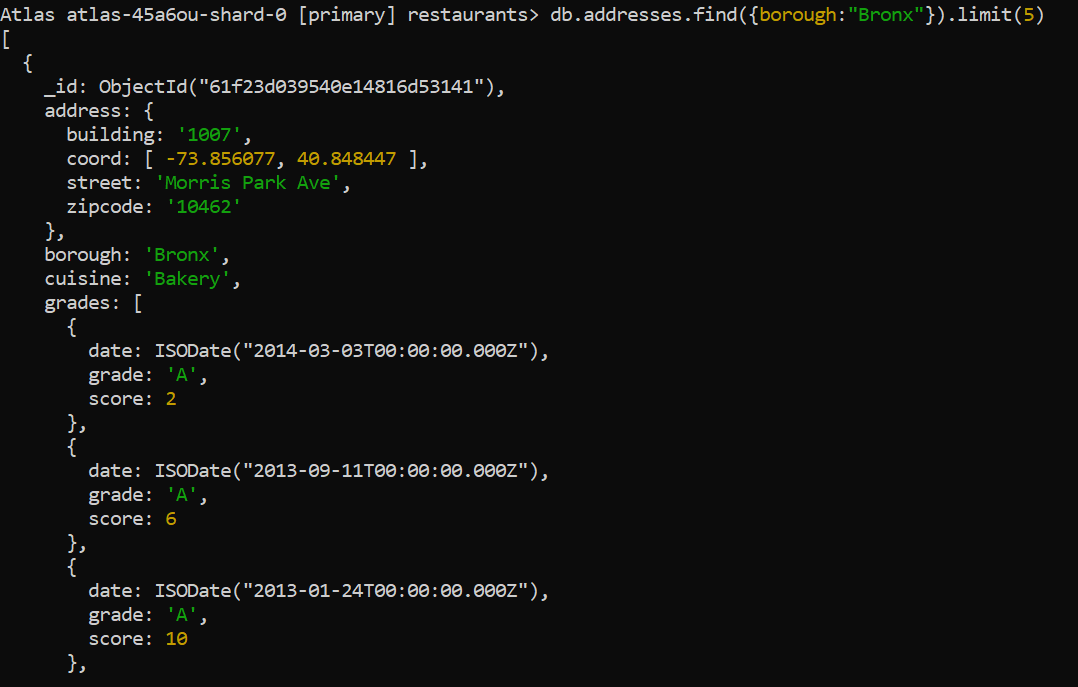 Atlas atlas-45a6ou-shard-0 [primary] restaurants> db.addresses.find({borough:"Bronx"}).limit(5)
[
  {
    _id: ObjectId("61f23d039540e14816d53141"),
    address: {
      building: '1007',
      coord: [ -73.856077, 40.848447 ],
      street: 'Morris Park Ave',
      zipcode: '10462'
    },
    borough: 'Bronx',
    cuisine: 'Bakery',
    grades: [
      {
        date: ISODate("2014-03-03T00:00:00.000Z"),
        grade: 'A',
        score: 2
      },
      {
        date: ISODate("2013-09-11T00:00:00.000Z"),
        grade: 'A',
        score: 6
      },
      {
        date: ISODate("2013-01-24T00:00:00.000Z"),
        grade: 'A',
        score: 10
      },